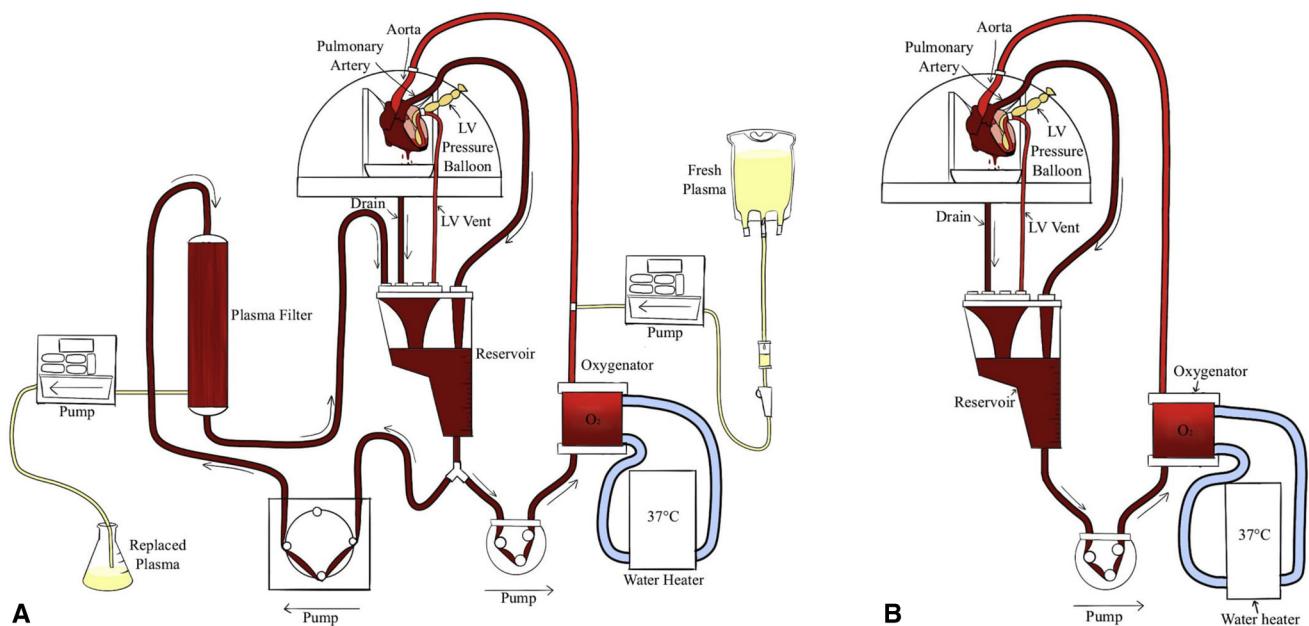 Aorta
Pulmonary
Artery
LV
Pressure
Balloon
Drain
LV Vent
Fresh
Plasma
Plasma Filter
Pump
Reservoir
Pump
Oxygenator
O₂
37°C
Replaced
Plasma
Water Heater
Pump
Pump
A
Aorta
Pulmonary
Artery
LV
Pressure
Balloon
Drain
LV Vent
Oxygenator
Reservoir
O₂
37°C
Pump
Water heater
B